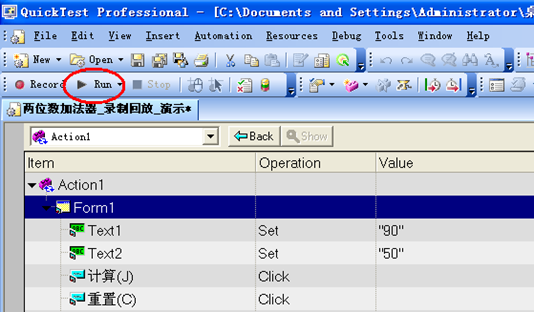 QuickTest Professional - [C:\Documents and Settings\Administrator\桌
File Edit View Insert Automation Resources Debug Tools Window Help
New Open
Record Run Stop
两位数加法器_录制回放_演示*
Action1 Back Show
Item Operation Value
Action1
Form1
Text1 Set "90"
Text2 Set "50"
计算(J) Click
重置(C) Click